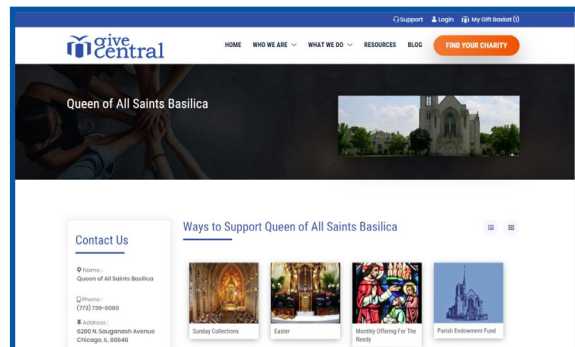 Support Login My Gift Basket (1)
give central
HOME WHO WE ARE WHAT WE DO RESOURCES BLOG FIND YOUR CHARITY
Queen of All Saints Basilica
Contact Us
Name :
Queen of All Saints Basilica
Phone :
(773) 736-6060
Address :
6280 N. Sauganash Avenue
Chicago, IL, 60646
Ways to Support Queen of All Saints Basilica
Sunday Collections
Easter
Monthly Offering For The
Needy
Parish Endowment Fund